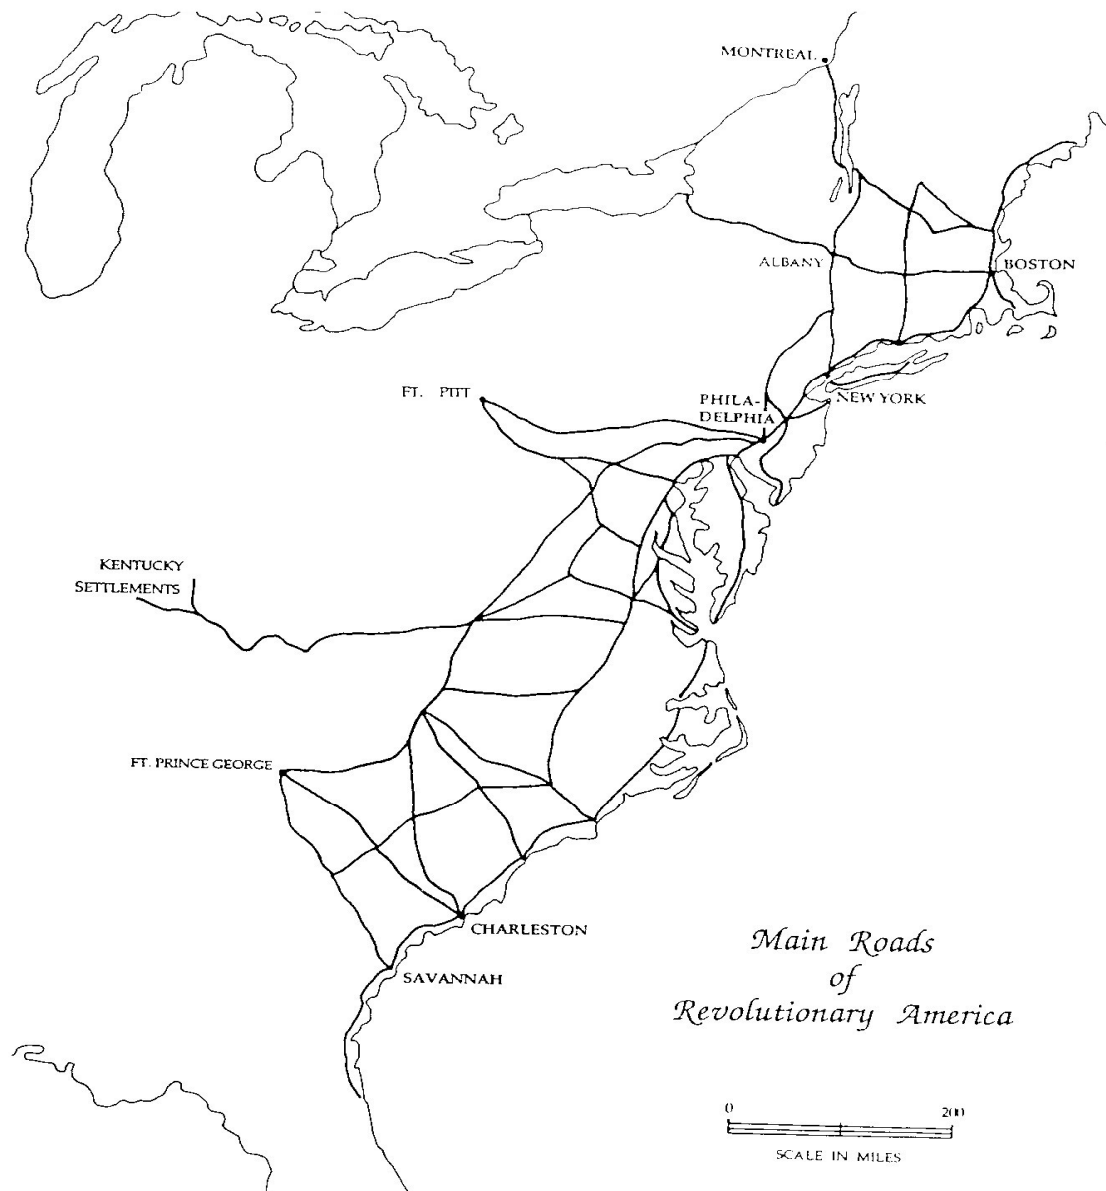 MONTREAL
ALBANY
BOSTON
FT. PITT
PHILA-
DELPHIA
NEW YORK
KENTUCKY
SETTLEMENTS
FT. PRINCE GEORGE
CHARLESTON
SAVANNAH
Main Roads
of
Revolutionary America
0 200
SCALE IN MILES